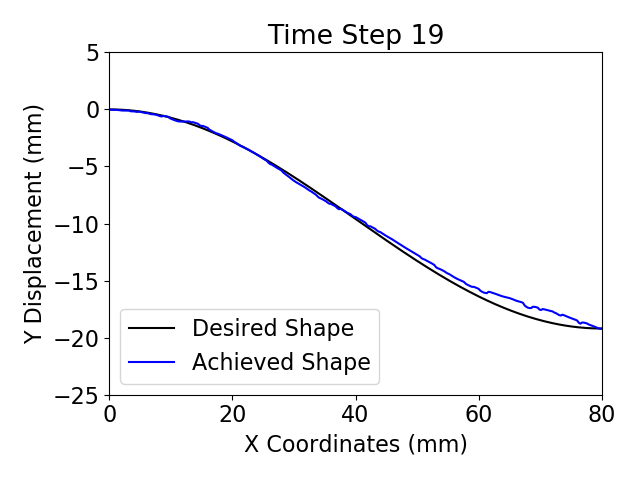 Time Step 19
Y Displacement (mm)
5
0
−5
−10
−15
−20
−25
Desired Shape
Achieved Shape
0 20 40 60 80
X Coordinates (mm)